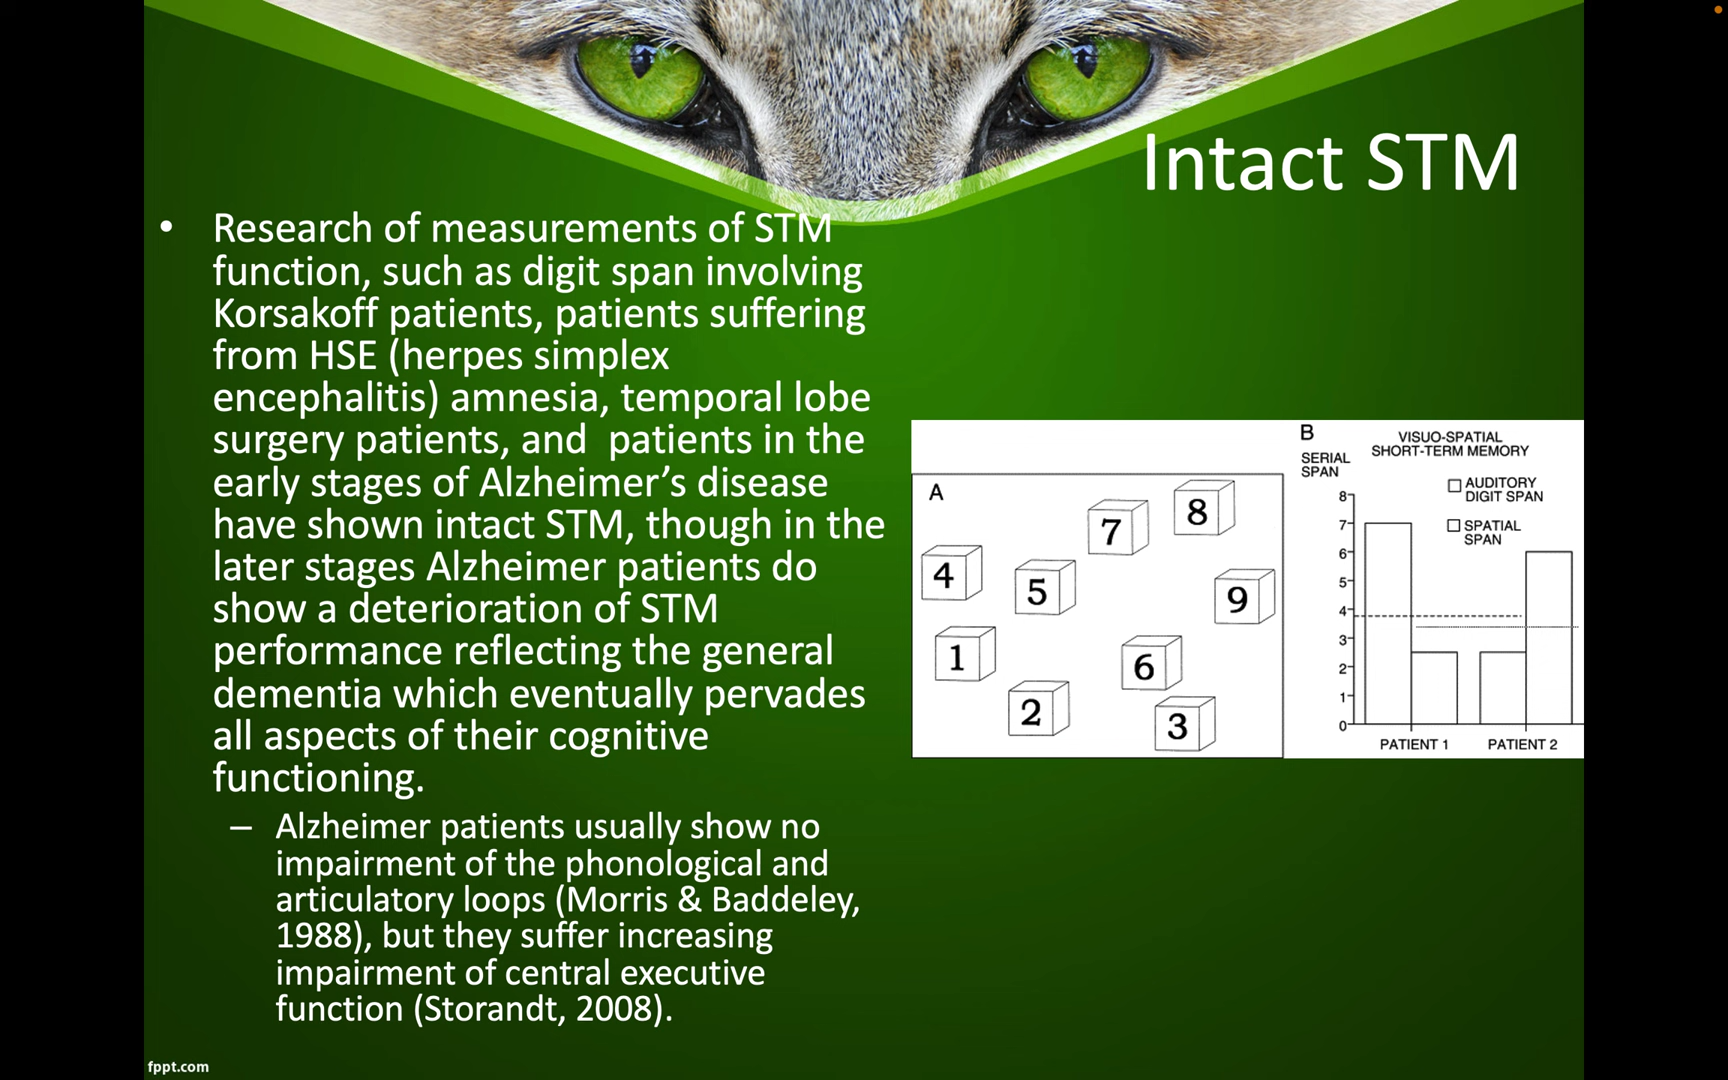 Intact STM
• Research of measurements of STM
function, such as digit span involving
Korsakoff patients, patients suffering
from HSE (herpes simplex
encephalitis) amnesia, temporal lobe
surgery patients, and  patients in the
early stages of Alzheimer’s disease
have shown intact STM, though in the
later stages Alzheimer patients do
show a deterioration of STM
performance reflecting the general
dementia which eventually pervades
all aspects of their cognitive
functioning.
– Alzheimer patients usually show no
impairment of the phonological and
articulatory loops (Morris & Baddeley,
1988), but they suffer increasing
impairment of central executive
function (Storandt, 2008).
A
8
7
4
5
9
1
6
2
3
B
VISUO-SPATIAL
SHORT-TERM MEMORY
SERIAL
SPAN
AUDITORY
DIGIT SPAN
SPATIAL
SPAN
8
7
6
5
4
3
2
1
0
PATIENT 1
PATIENT 2
fppt.com